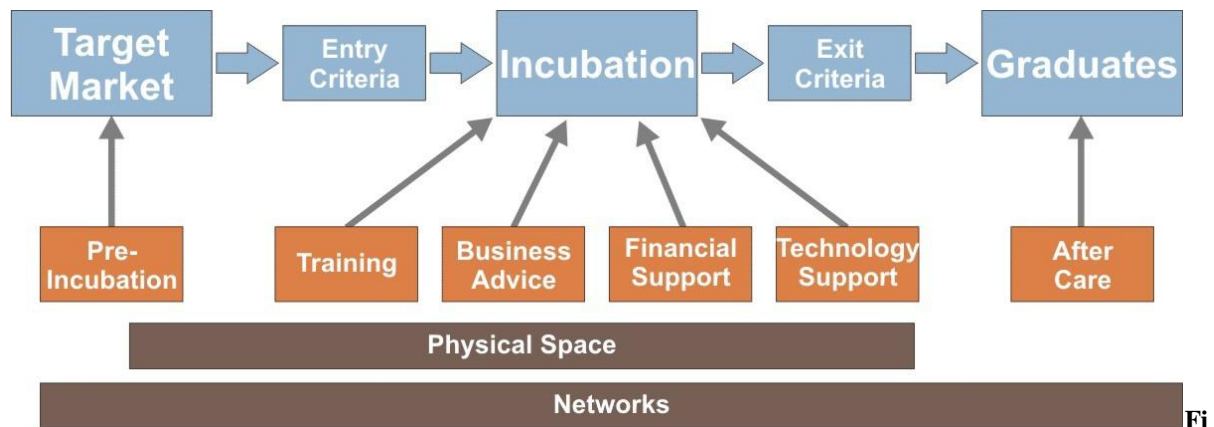 Target
Market
Entry
Criteria
Incubation
Exit
Criteria
Graduates
Pre-
Incubation
Training
Business
Advice
Financial
Support
Technology
Support
After
Care
Physical Space
Networks
Fi